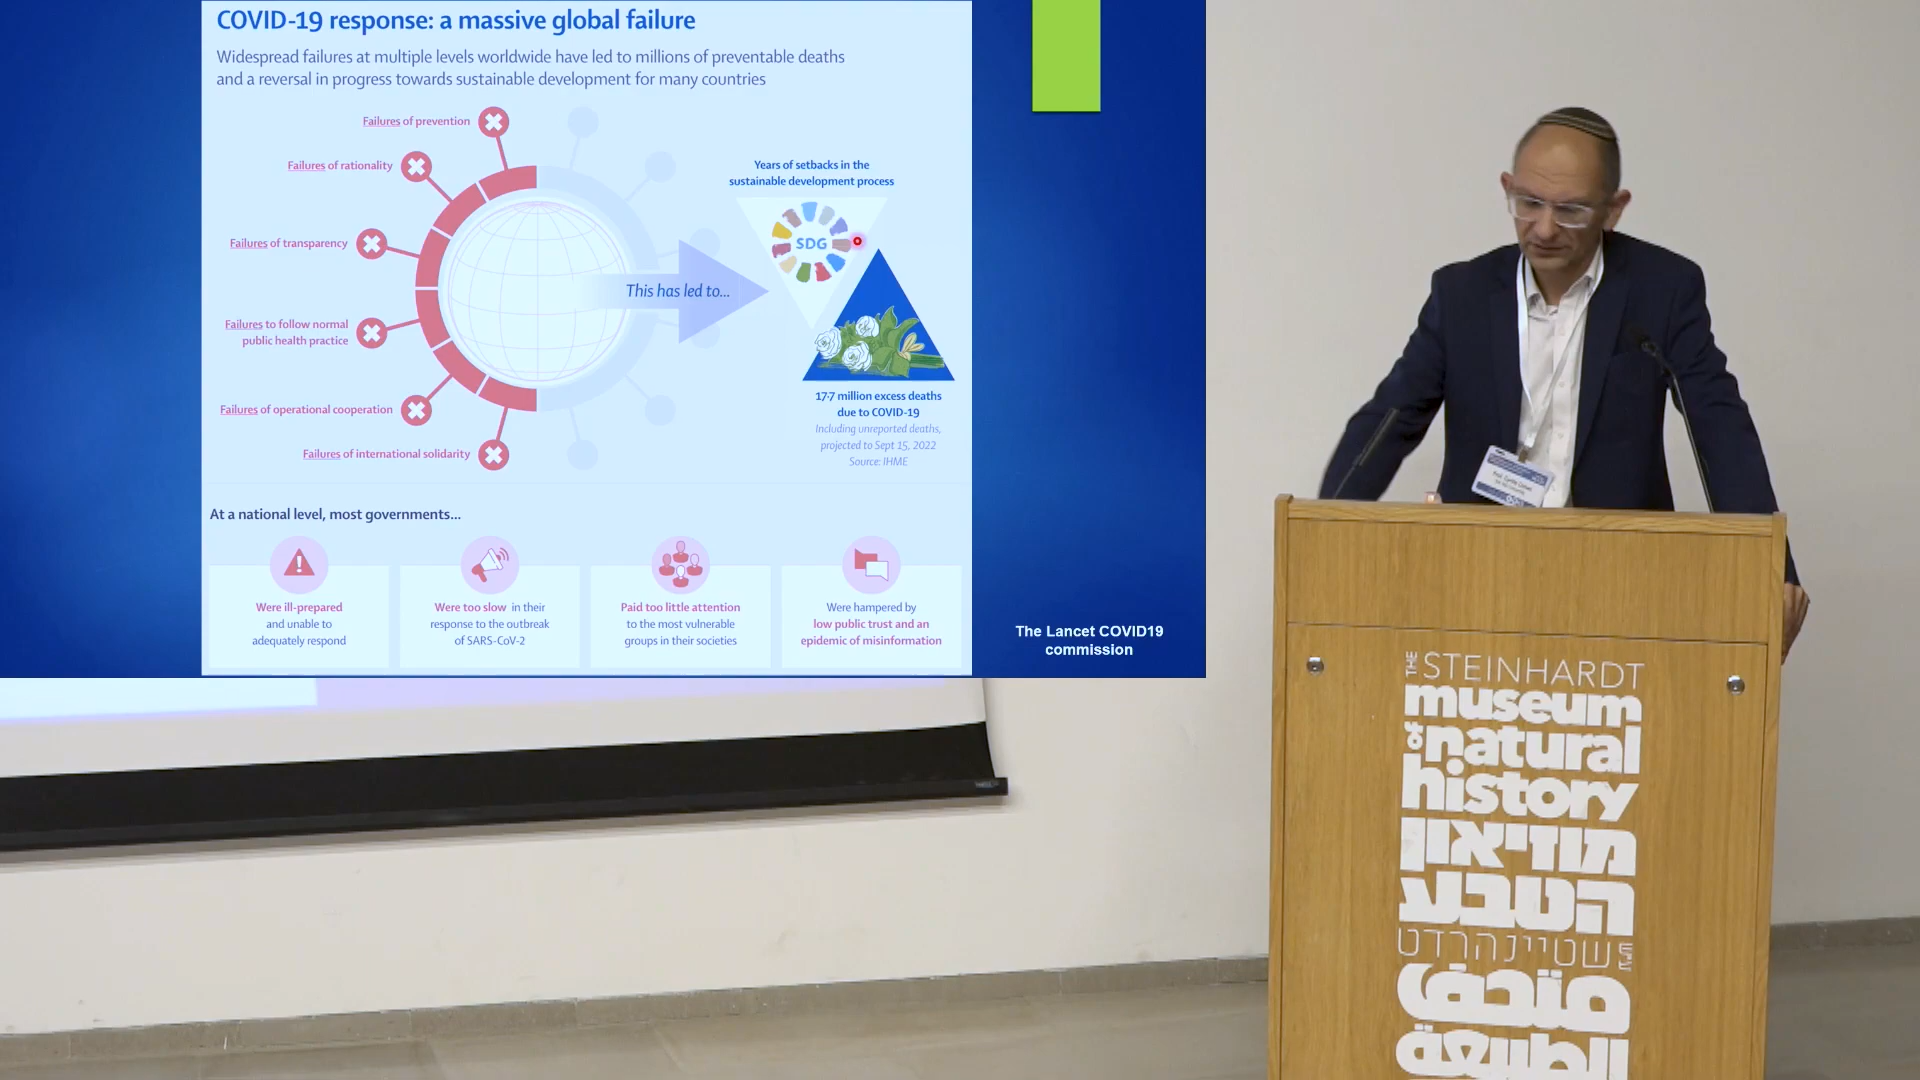 COVID-19 response: a massive global failure
Widespread failures at multiple levels worldwide have led to millions of preventable deaths
and a reversal in progress towards sustainable development for many countries
Failures of prevention
Failures of rationality
Failures of transparency
Failures to follow normal
public health practice
Failures of operational cooperation
Failures of international solidarity
This has led to...
Years of setbacks in the
sustainable development process
SDG
17·7 million excess deaths
due to COVID-19
Including unreported deaths,
projected to Sept 15, 2022
Source: IHME
At a national level, most governments...
Were ill-prepared
and unable to
adequately respond
Were too slow in their
response to the outbreak
of SARS-CoV-2
Paid too little attention
to the most vulnerable
groups in their societies
Were hampered by
low public trust and an
epidemic of misinformation
The Lancet COVID19
commission
THE STEINHARDT
museum
of natural
history
מוזיאון
הטבע
ע״ש שטיינהרדט
متحف
الطبيعة